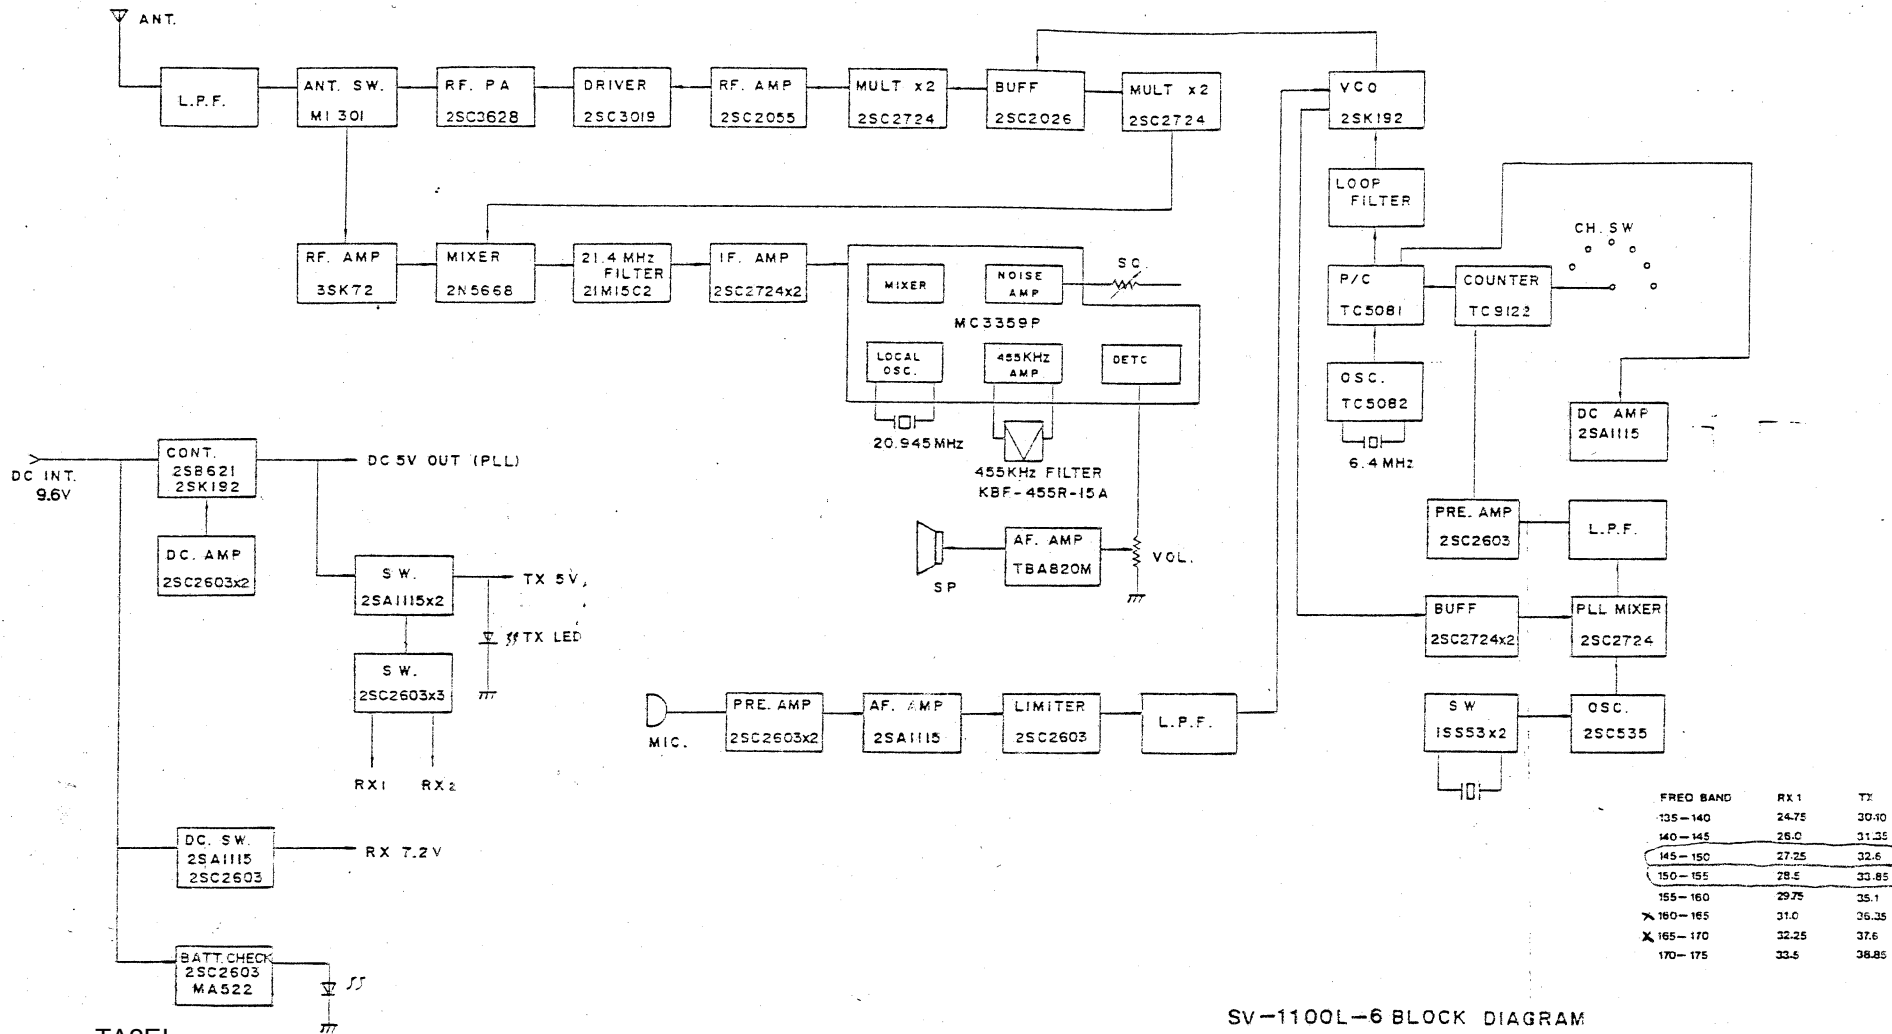 ANT.
L.P.F.
ANT. SW.
MI 301
RF. PA
2SC3628
DRIVER
2SC3019
RF. AMP
2SC2055
MULT x2
2SC2724
BUFF
2SC2026
MULT x2
2SC2724
VCO
2SK192
LOOP
FILTER
CH. SW
RF. AMP
3SK72
MIXER
2N5668
21.4 MHz
FILTER
21M15C2
IF. AMP
2SC2724x2
MIXER
NOISE
AMP
SQ.
MC3359P
LOCAL
OSC.
455KHz
AMP
DETC
20.945MHz
455KHz FILTER
KBF-455R-15A
P/C
TC5081
COUNTER
TC9122
OSC.
TC5082
6.4 MHz
DC AMP
2SA1115
DC INT.
9.6V
CONT.
2SB621
2SK192
DC 5V OUT (PLL)
DC. AMP
2SC2603x2
SW.
2SA1115x2
TX 5V
TX LED
SW.
2SC2603x3
RX1
RX2
SP
AF. AMP
TBA820M
VOL.
PRE. AMP
2SC2603
L.P.F.
BUFF
2SC2724x2
PLL MIXER
2SC2724
SW
1SS53x2
OSC.
2SC535
MIC.
PRE. AMP
2SC2603x2
AF. AMP
2SA1115
LIMITER
2SC2603
L.P.F.
DC. SW.
2SA1115
2SC2603
RX 7.2V
BATT. CHECK
2SC2603
MA522
FREQ BAND RX 1 TX
135-140 24.75 30.10
140-145 26.0 31.35
145-150 27.25 32.6
150-155 28.5 33.85
155-160 29.75 35.1
x 160-165 31.0 36.35
x 165-170 32.25 37.6
170-175 33.5 38.85
SV-1100L-6 BLOCK DIAGRAM